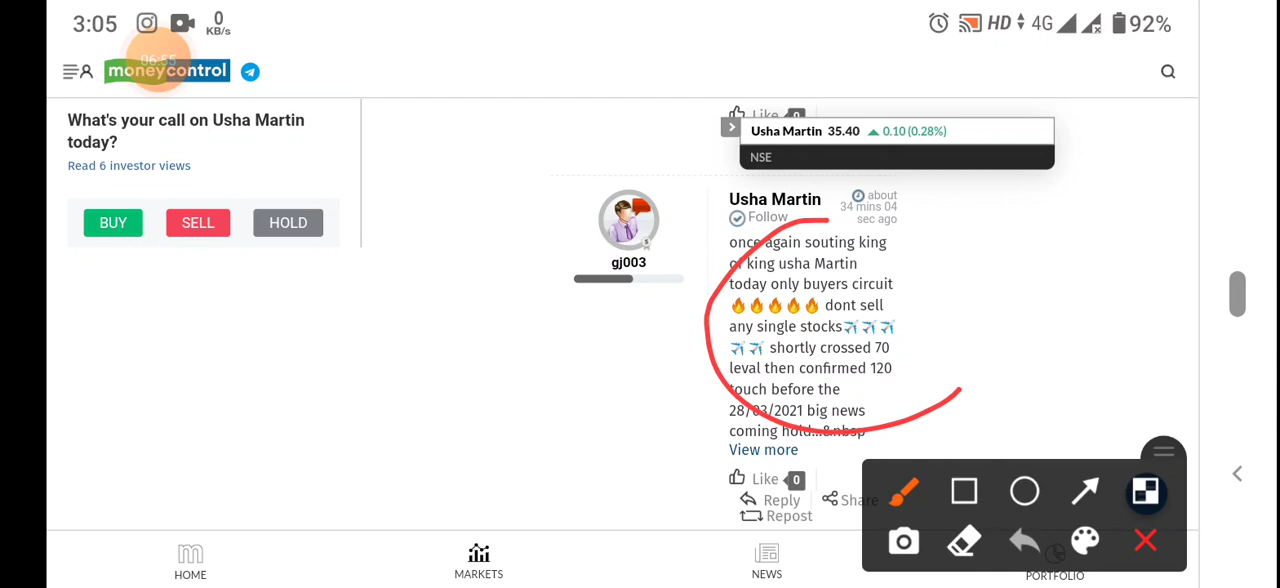 3:05
0
KB/s
HD
4G
92%
06:55
moneycontrol
What's your call on Usha Martin
today?
Read 6 investor views
BUY
SELL
HOLD
Like
0
Usha Martin 35.40 0.10 (0.28%)
NSE
gj003
Usha Martin
about
34 mins 04
sec ago
Follow
once again souting king
of king usha Martin
today only buyers circuit
🔥🔥🔥🔥🔥 dont sell
any single stocks✈️✈️✈️
✈️✈️ shortly crossed 70
leval then confirmed 120
touch before the
28/03/2021 big news
coming hold...&nbsp
View more
Like
0
Reply
Share
Repost
HOME
MARKETS
NEWS
PORTFOLIO